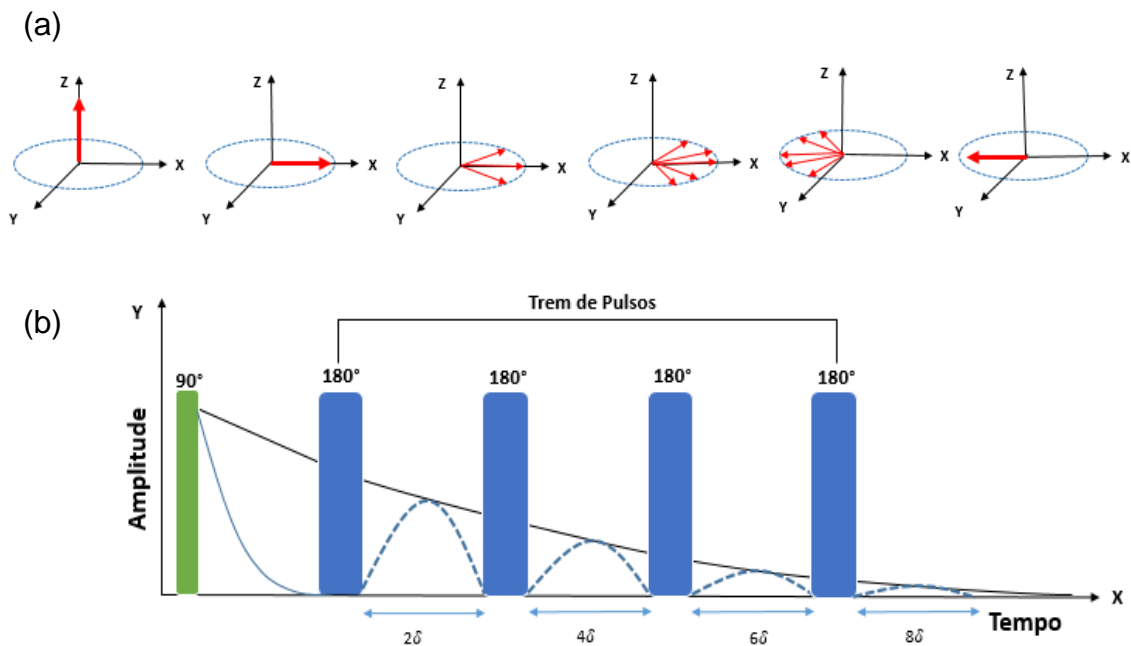 (a)
Z Z Z Z Z Z
X X X X X X
Y Y Y Y Y Y
(b)
Y
Trem de Pulsos
90° 180° 180° 180° 180°
Amplitude
X
2δ 4δ 6δ 8δ
Tempo